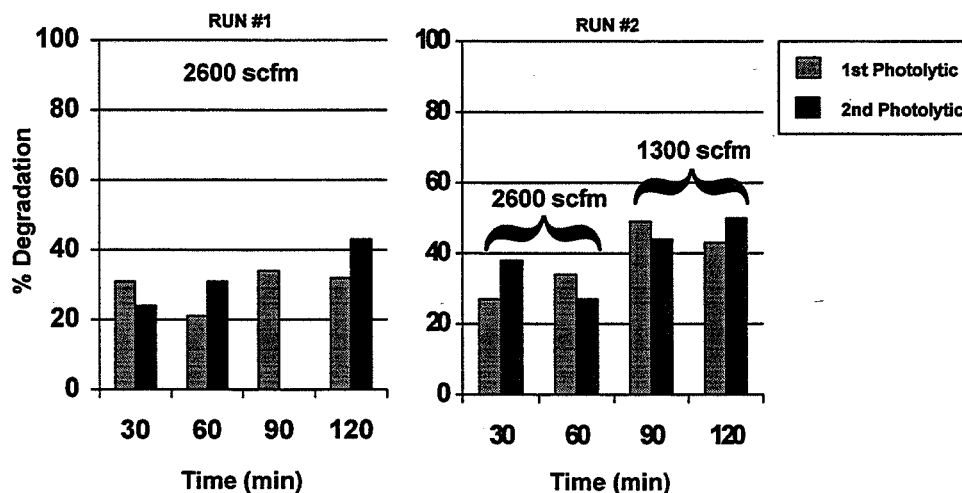 RUN #1
% Degradation
100
80
60
40
20
0
2600 scfm
30 60 90 120
Time (min)
RUN #2
100
80
60
40
20
0
2600 scfm
1300 scfm
30 60 90 120
Time (min)
1st Photolytic
2nd Photolytic